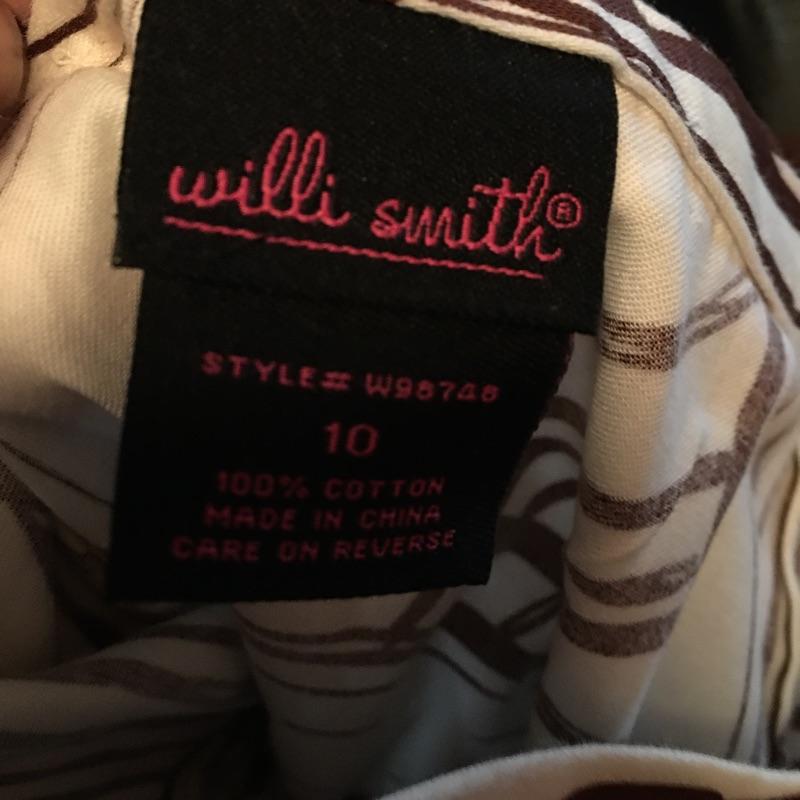 willi smith®
STYLE# W98748
10
100% COTTON
MADE IN CHINA
CARE ON REVERSE